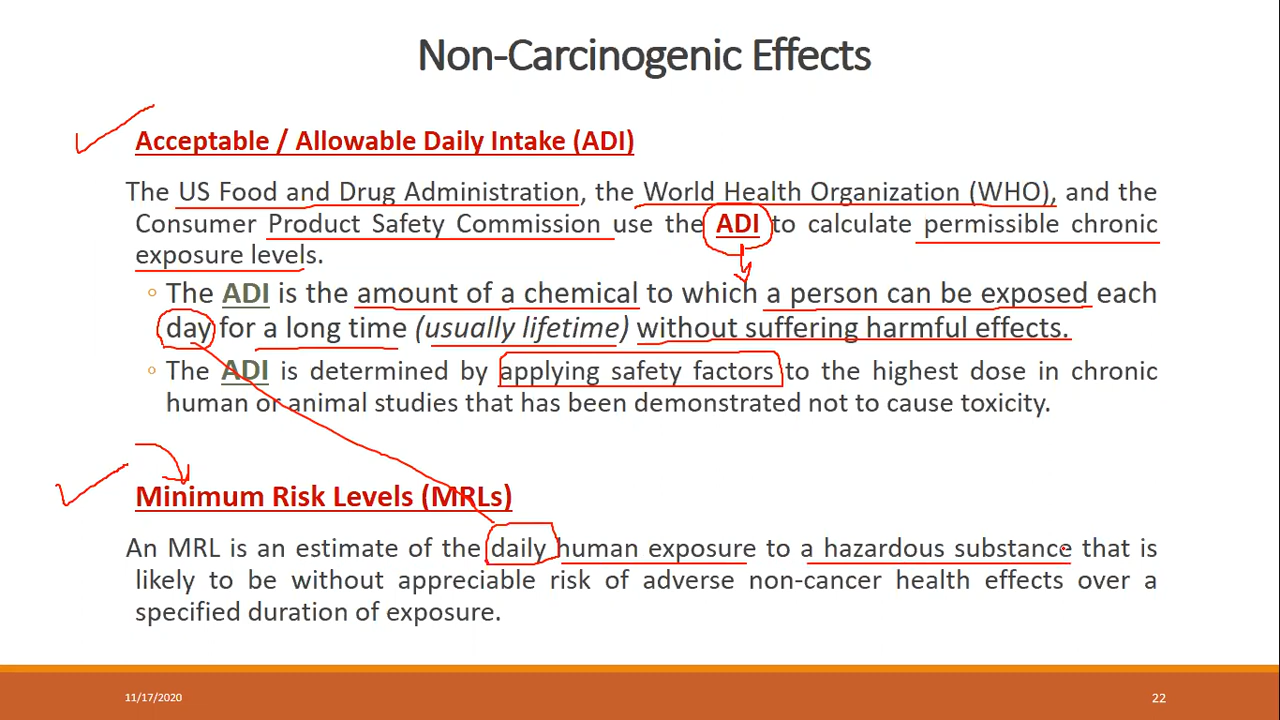 Non-Carcinogenic Effects
Acceptable / Allowable Daily Intake (ADI)
The US Food and Drug Administration, the World Health Organization (WHO), and the
Consumer Product Safety Commission use the ADI to calculate permissible chronic
exposure levels.
◦ The ADI is the amount of a chemical to which a person can be exposed each
day for a long time (usually lifetime) without suffering harmful effects.
◦ The ADI is determined by applying safety factors to the highest dose in chronic
human or animal studies that has been demonstrated not to cause toxicity.
Minimum Risk Levels (MRLs)
An MRL is an estimate of the daily human exposure to a hazardous substance that is
likely to be without appreciable risk of adverse non-cancer health effects over a
specified duration of exposure.
11/17/2020
22